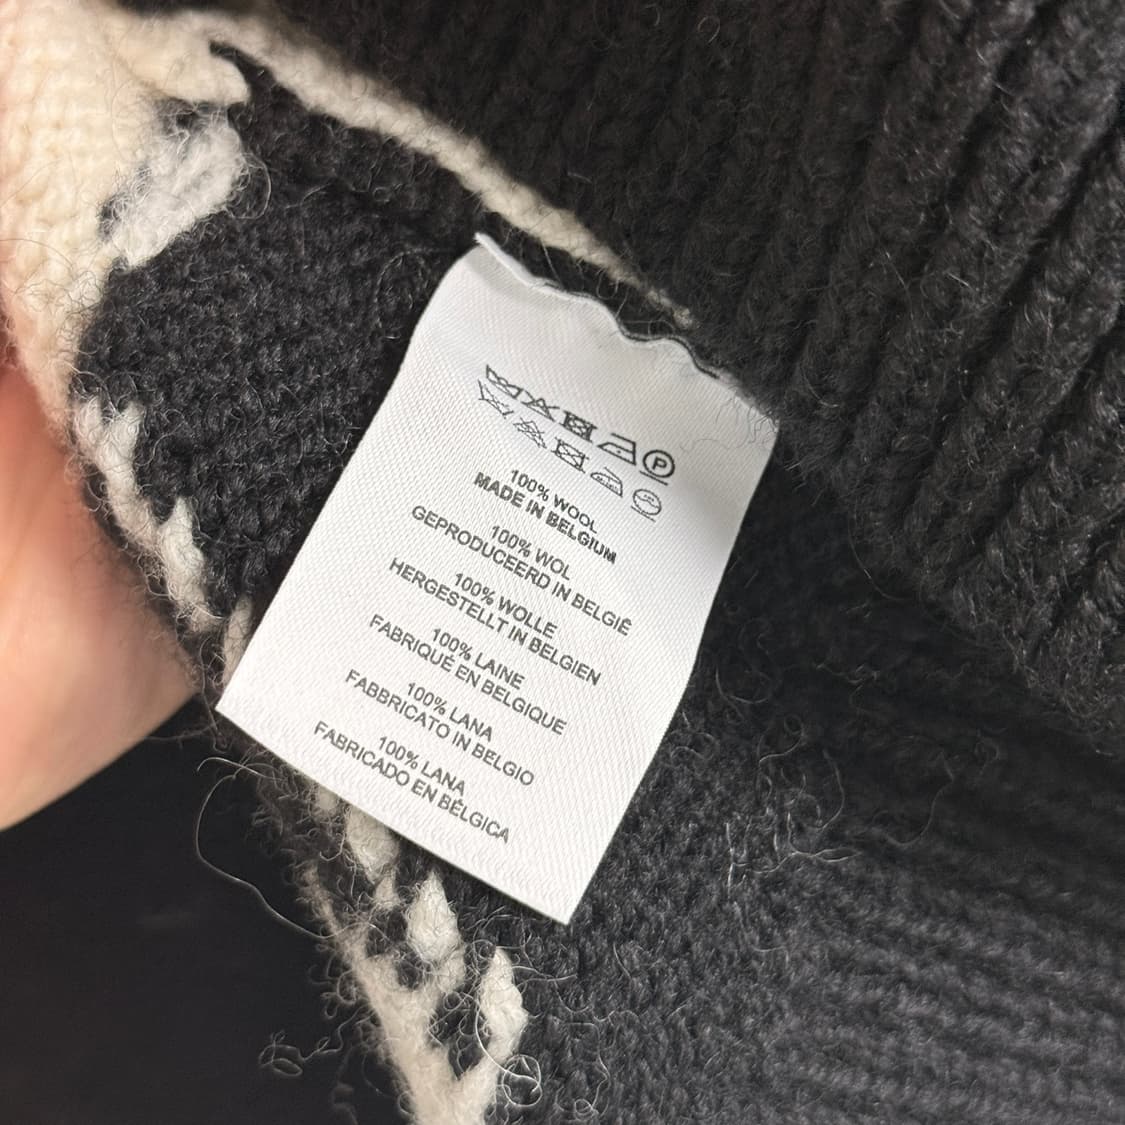 P
100% WOOL
MADE IN BELGIUM
100% WOL
GEPRODUCEERD IN BELGIË
100% WOLLE
HERGESTELLT IN BELGIEN
100% LAINE
FABRIQUÉ EN BELGIQUE
100% LANA
FABBRICATO IN BELGIO
100% LANA
FABRICADO EN BÉLGICA